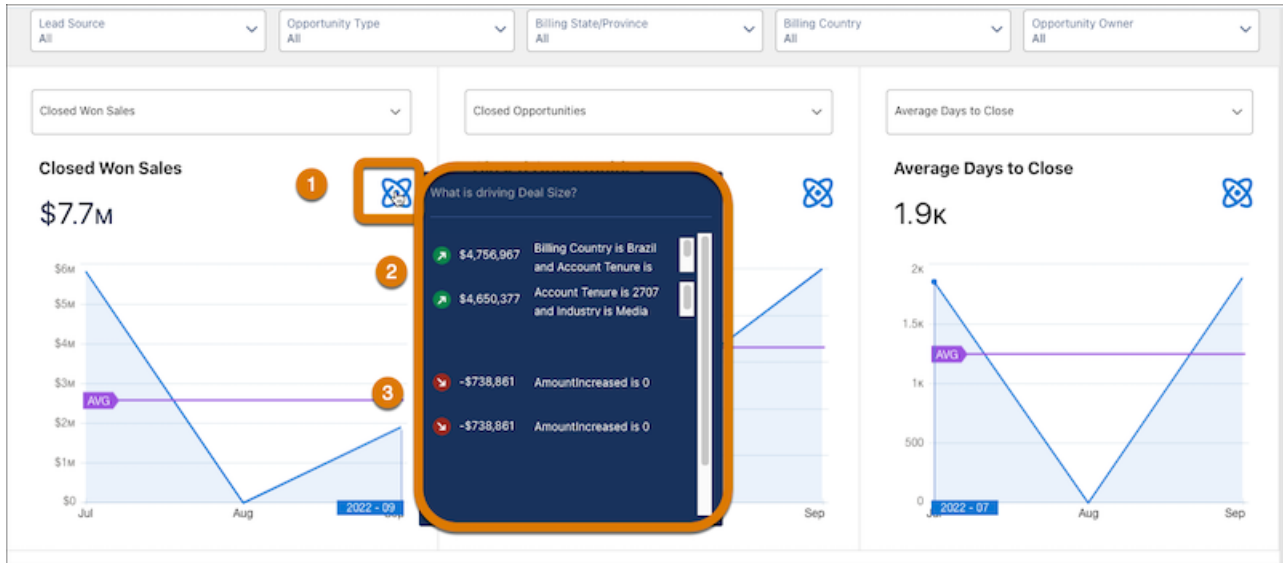 Lead Source
All
Opportunity Type
All
Billing State/Province
All
Billing Country
All
Opportunity Owner
All
Closed Won Sales
Closed Opportunities
Average Days to Close
Closed Won Sales
1
$7.7M
Average Days to Close
1.9K
What is driving Deal Size?
2
$4,756,967
Billing Country is Brazil
and Account Tenure is
$4,650,377
Account Tenure is 2707
and Industry is Media
3
-$738,861
AmountIncreased is 0
-$738,861
AmountIncreased is 0
$6M
$5M
$4M
$3M
AVG
$2M
$1M
$0
Jul
Aug
2022 - 09
Sep
2K
1.5K
AVG
1K
500
0
2022 - 07
Aug
Sep